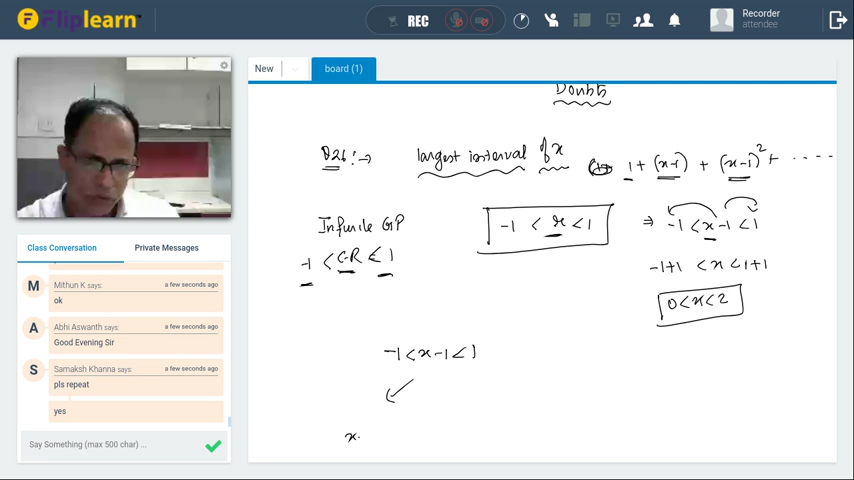 Fliplearn
REC
Recorder
attendee
New
board (1)
Class Conversation
Private Messages
M
Mithun K says:
a few seconds ago
ok
A
Abhi Aswanth says:
a few seconds ago
Good Evening Sir
S
Samaksh Khanna says:
a few seconds ago
pls repeat
yes
Say Something (max 500 char) ...
Doubts
Q26:→ largest interval of x 1 + (x-1) + (x-1)² + ....
Infinite GP -1 < r < 1 ⇒ -1 < x-1 < 1
-1 < CR < 1
-1+1 < x < 1+1
0 < x < 2
-1 < x-1 < 1
x